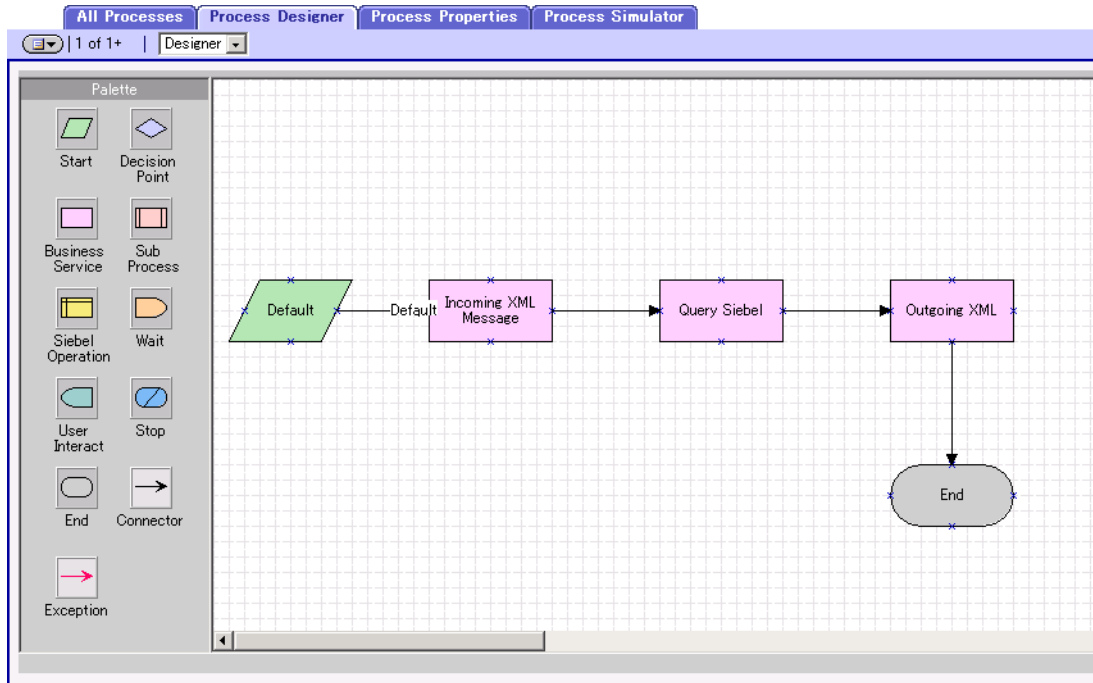 All Processes Process Designer Process Properties Process Simulator
1 of 1+ Designer
Palette
Start Decision
Point
Business
Service Sub
Process
Siebel
Operation Wait
User
Interact Stop
End Connector
Exception
Default Default Incoming XML
Message Query Siebel Outgoing XML
End